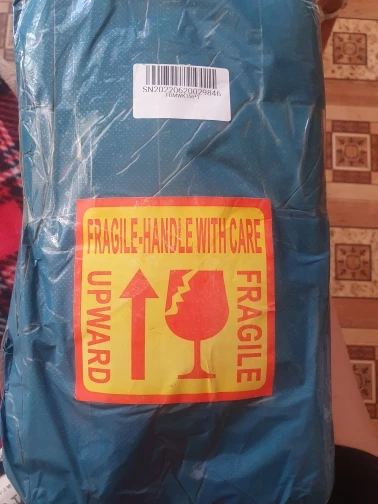 SN20220620029846
FRAGILE-HANDLE WITH CARE
UPWARD
FRAGILE